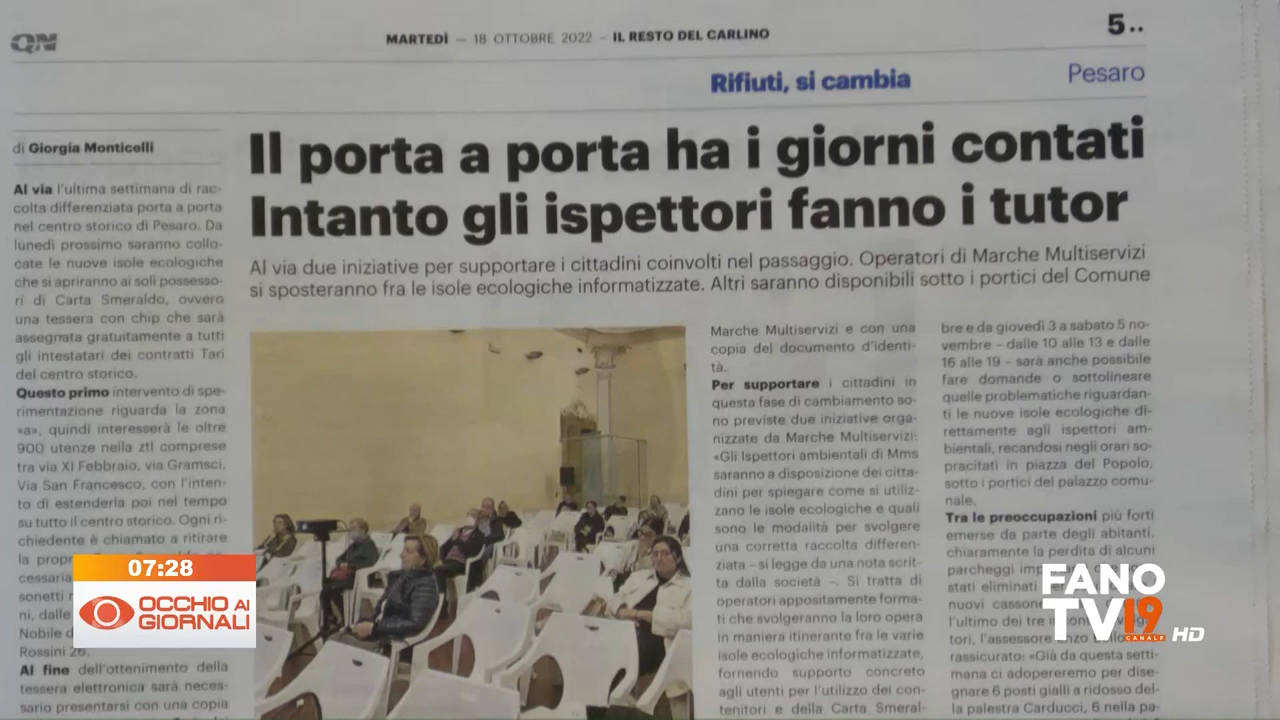 QN
MARTEDÌ — 18 OTTOBRE 2022 – IL RESTO DEL CARLINO
5..
Rifiuti, si cambia
Pesaro
Il porta a porta ha i giorni contati
Intanto gli ispettori fanno i tutor
Al via due iniziative per supportare i cittadini coinvolti nel passaggio. Operatori di Marche Multiservizi
si sposteranno fra le isole ecologiche informatizzate. Altri saranno disponibili sotto i portici del Comune
di Giorgia Monticelli
Al via l'ultima settimana di rac-
colta differenziata porta a porta
nel centro storico di Pesaro. Da
lunedì prossimo saranno collo-
cate le nuove isole ecologiche
che si apriranno ai soli possesso-
ri di Carta Smeraldo, ovvero
una tessera con chip che sarà
assegnata gratuitamente a tutti
gli intestatari dei contratti Tari
del centro storico.
Questo primo intervento di spe-
rimentazione riguarda la zona
«a», quindi interesserà le oltre
900 utenze nella ztl comprese
tra via XI Febbraio, via Gramsci,
Via San Francesco, con l'inten-
to di estenderla poi nel tempo
su tutto il centro storico. Ogni ri-
chiedente è chiamato a ritirare
la
cessaria
sonetti
ni, dalle
Nobile
Rossini 26.
Al fine dell'ottenimento della
tessera elettronica sarà neces-
sario presentarsi con una copia
Marche Multiservizi e con una
copia del documento d'identi-
tà.
Per supportare i cittadini in
questa fase di cambiamento so-
no previste due iniziative orga-
nizzate da Marche Multiservizi:
«Gli Ispettori ambientali di Mms
saranno a disposizione dei citta-
dini per spiegare come si utiliz-
zano le isole ecologiche e quali
sono le modalità per svolgere
una corretta raccolta differen-
ziata – si legge da una nota scrit-
ta dalla società –. Si tratta di
operatori appositamente forma-
ti che svolgeranno la loro opera
in maniera itinerante fra le varie
isole ecologiche informatizzate,
fornendo supporto concreto
agli utenti per l'utilizzo dei con-
tenitori e della Carta Smeral-
bre e da giovedì 3 a sabato 5 no-
vembre – dalle 10 alle 13 e dalle
16 alle 19 – sarà anche possibile
fare domande o sottolineare
quelle problematiche riguardan-
ti le nuove isole ecologiche di-
rettamente agli ispettori am-
bientali, recandosi negli orari so-
pracitati in piazza del Popolo,
sotto i portici del palazzo comu-
nale.
Tra le preoccupazioni più forti
emerse da parte degli abitanti,
chiaramente la perdita di alcuni
parcheggi
stati eliminati
nuovi
l'ultimo dei tre
tori, l'assessore
rassicurato: «Già da questa setti-
mana ci adopereremo per dise-
gnare 6 posti gialli a ridosso del-
la palestra Carducci, 6 nella pa-
07:28
OCCHIO AI
GIORNALI
FANO
TV19
CANALE
HD